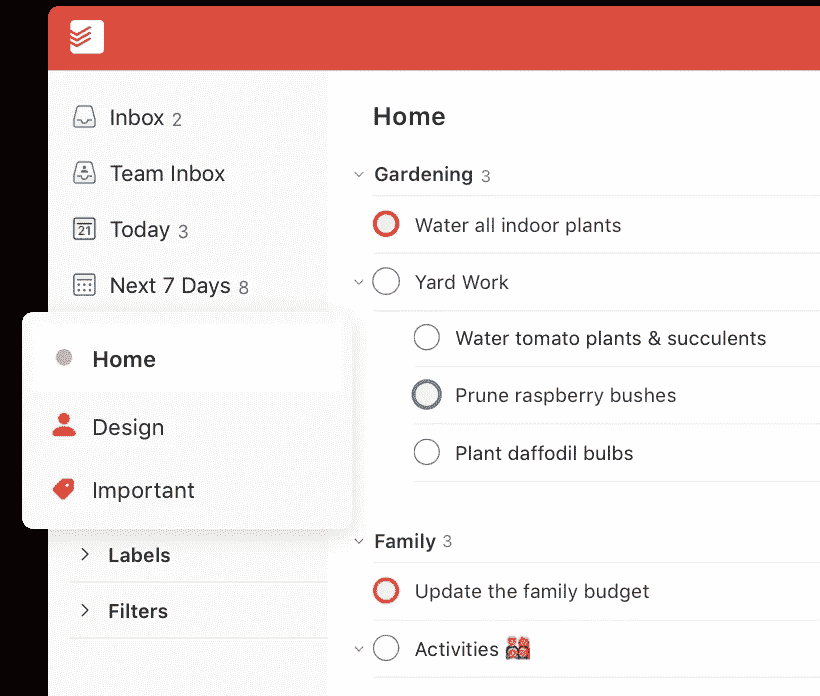 Inbox 2
Team Inbox
21
Today 3
Next 7 Days 8
Home
Design
Important
Labels
Filters
Home
Gardening 3
Water all indoor plants
Yard Work
Water tomato plants & succulents
Prune raspberry bushes
Plant daffodil bulbs
Family 3
Update the family budget
Activities 👨‍👩‍👧‍👦